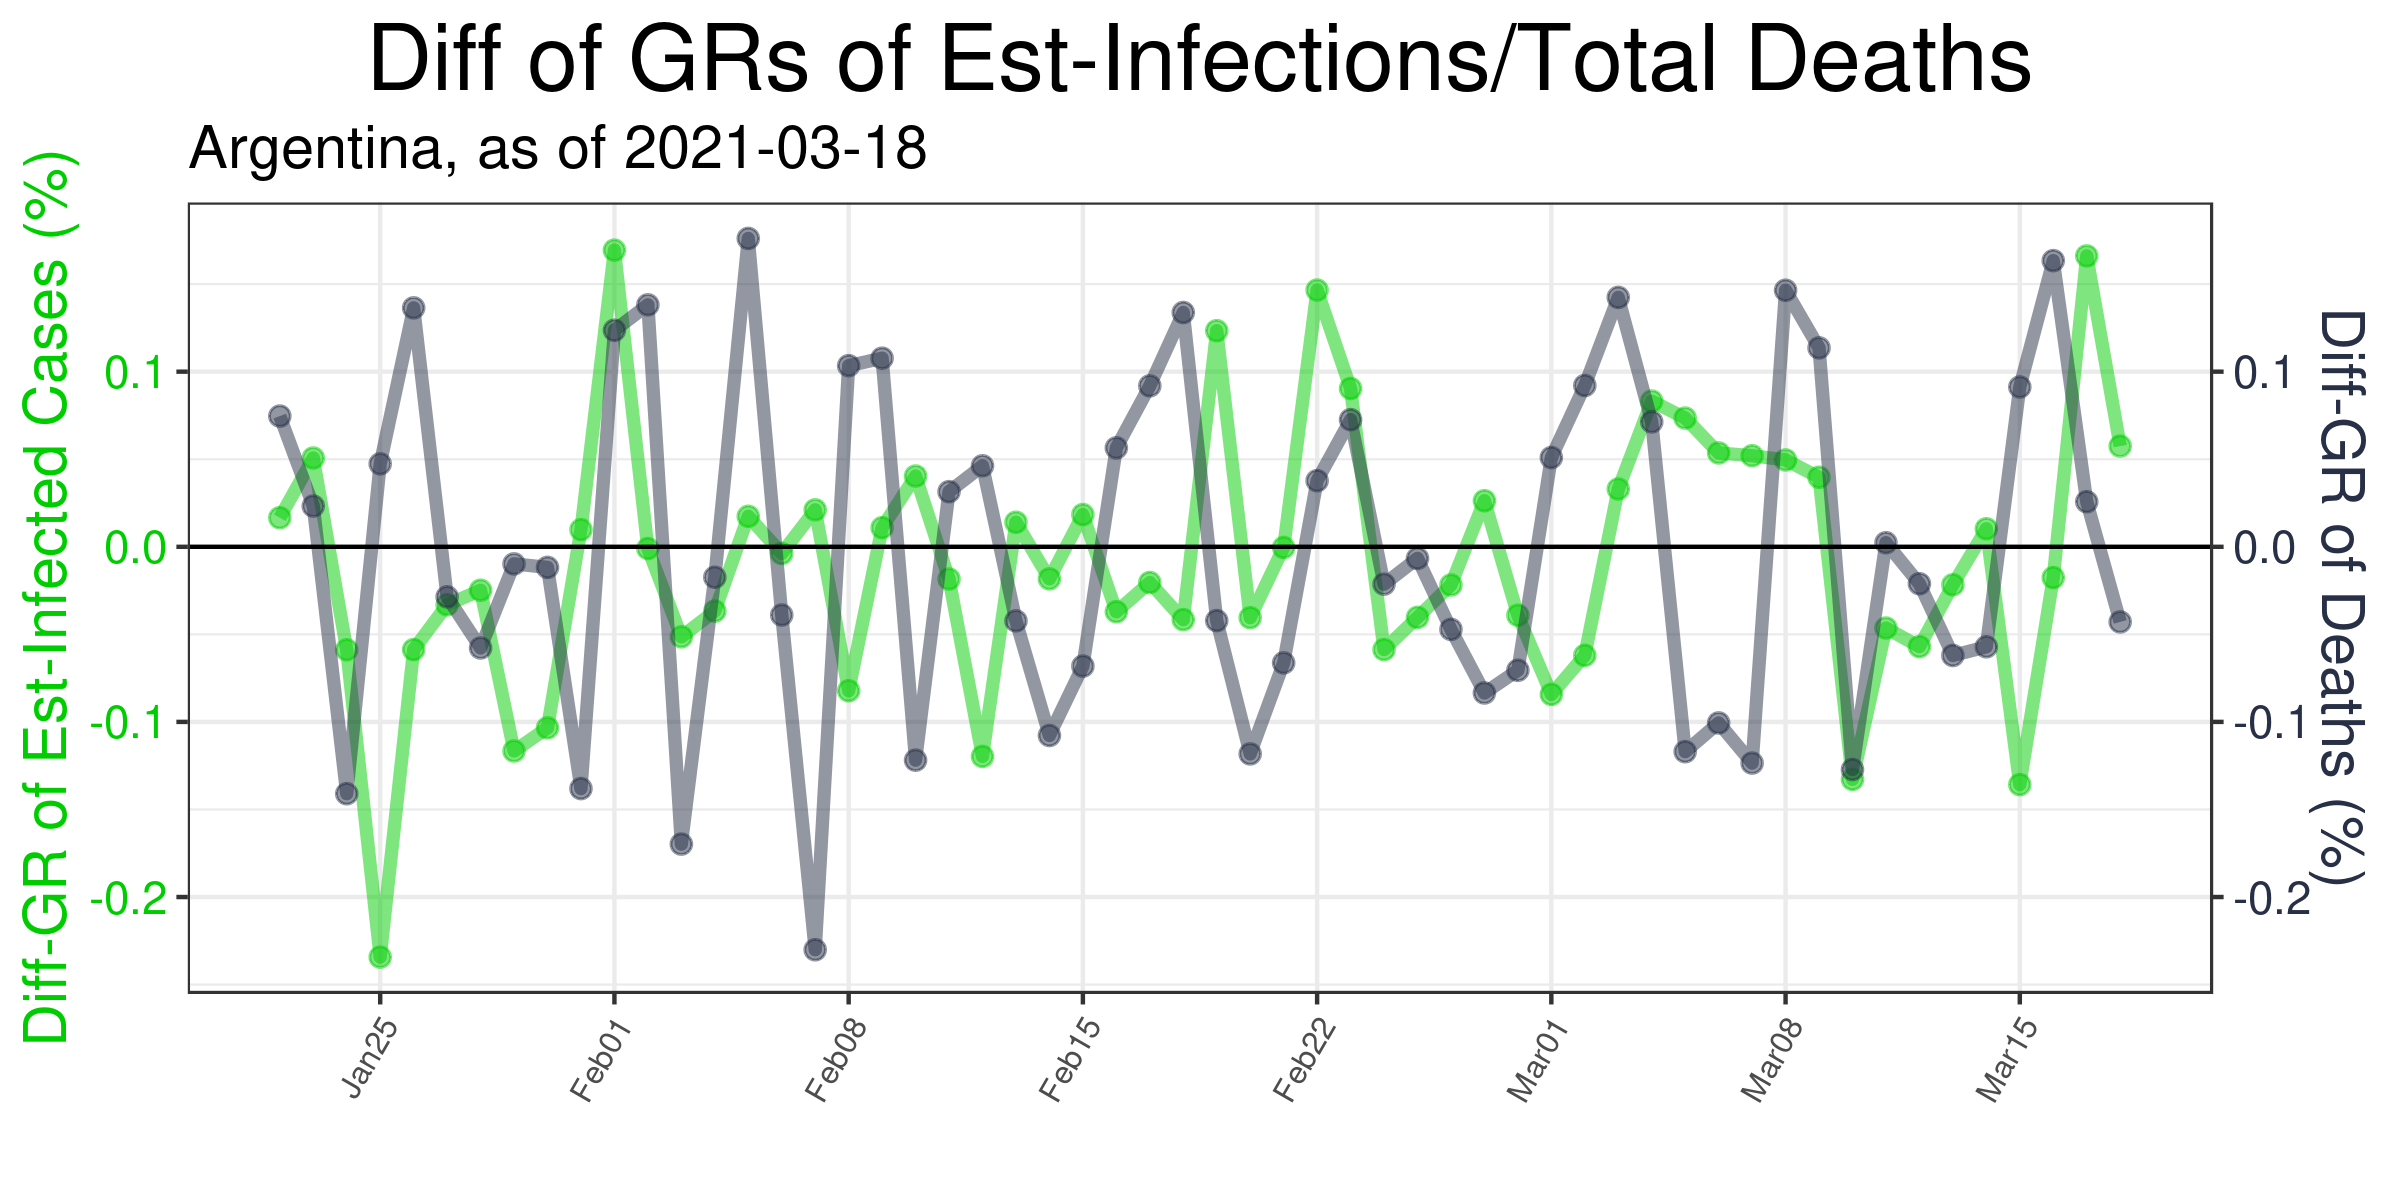 Diff of GRs of Est-Infections/Total Deaths
Argentina, as of 2021-03-18
Diff-GR of Est-Infected Cases (%)
0.1
0.0
-0.1
-0.2
0.1
0.0
-0.1
-0.2
Diff-GR of Deaths (%)
Jan25
Feb01
Feb08
Feb15
Feb22
Mar01
Mar08
Mar15